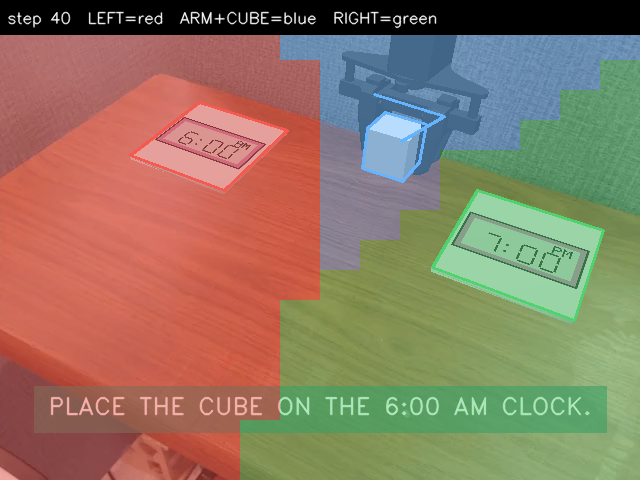 step 40 LEFT=red ARM+CUBE=blue RIGHT=green
6:00
7:00 PM
PLACE THE CUBE ON THE 6:00 AM CLOCK.